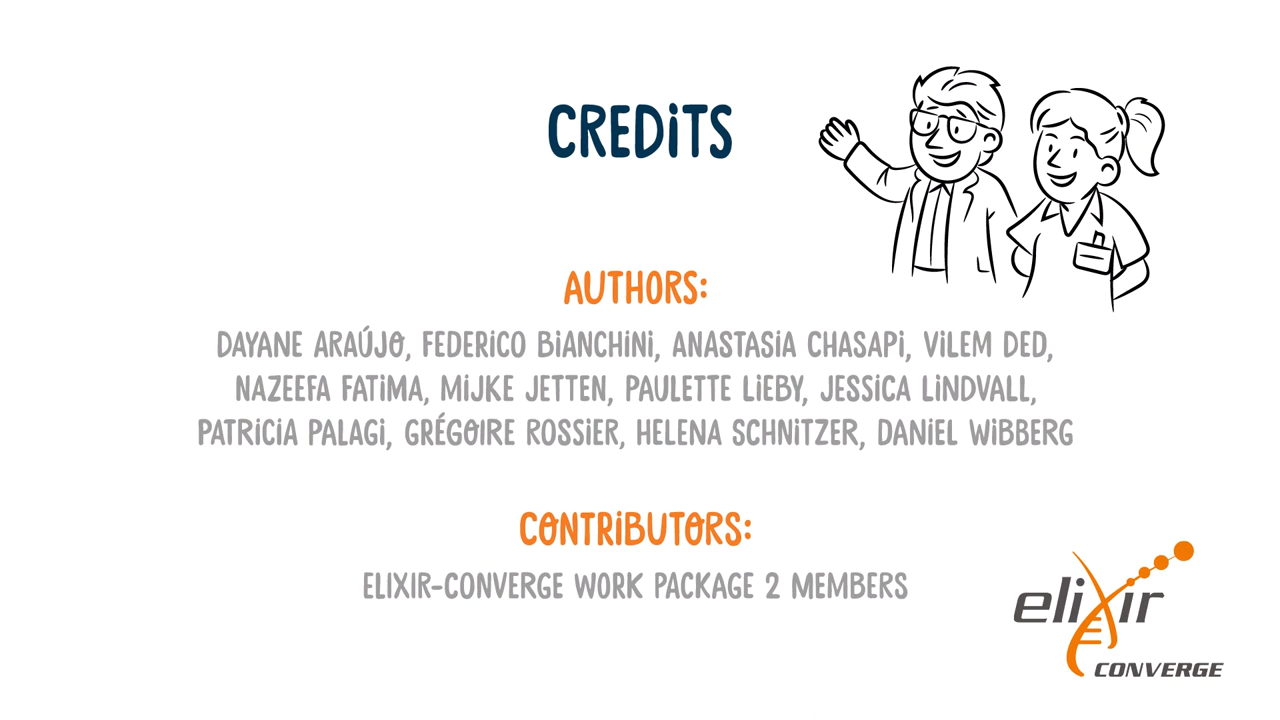 CREDITS
AUTHORS:
DAYANE ARAÚJO, FEDERICO BIANCHINI, ANASTASIA CHASAPI, VILEM DED,
NAZEEFA FATIMA, MIJKE JETTEN, PAULETTE LIEBY, JESSICA LINDVALL,
PATRICIA PALAGI, GRÉGOIRE ROSSIER, HELENA SCHNITZER, DANIEL WIBBERG
CONTRIBUTORS:
ELIXIR-CONVERGE WORK PACKAGE 2 MEMBERS
elixir
CONVERGE